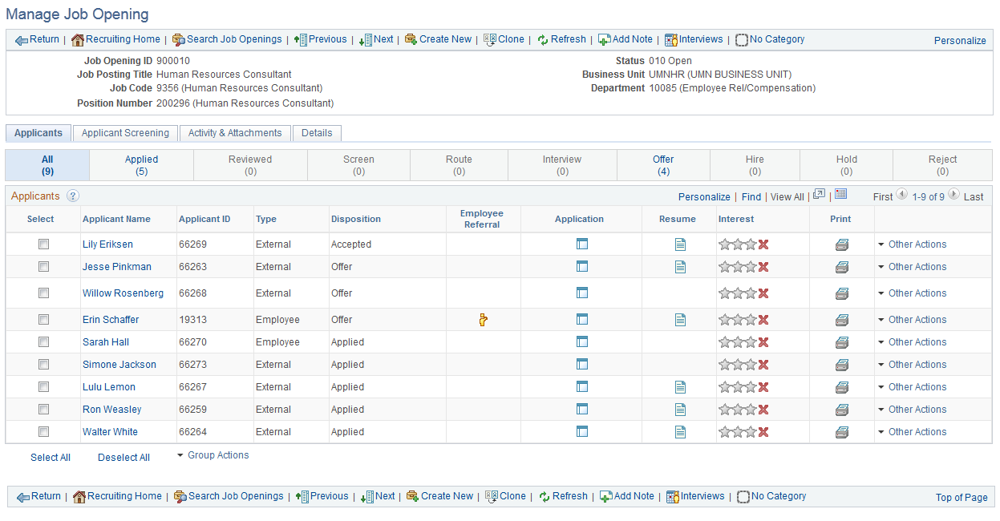 Manage Job Opening
Return | Recruiting Home | Search Job Openings | Previous | Next | Create New | Clone | Refresh | Add Note | Interviews | No Category Personalize
Job Opening ID 900010 Status 010 Open
Job Posting Title Human Resources Consultant Business Unit UMNHR (UMN BUSINESS UNIT)
Job Code 9356 (Human Resources Consultant) Department 10085 (Employee Rel/Compensation)
Position Number 200296 (Human Resources Consultant)
Applicants Applicant Screening Activity & Attachments Details
All Applied Reviewed Screen Route Interview Offer Hire Hold Reject
(9) (5) (0) (0) (0) (0) (4) (0) (0) (0)
Applicants ? Personalize | Find | View All | | First 1-9 of 9 Last
Select Applicant Name Applicant ID Type Disposition Employee Referral Application Resume Interest Print
Lily Eriksen 66269 External Accepted Other Actions
Jesse Pinkman 66263 External Offer Other Actions
Willow Rosenberg 66268 External Offer Other Actions
Erin Schaffer 19313 Employee Offer Other Actions
Sarah Hall 66270 Employee Applied Other Actions
Simone Jackson 66273 External Applied Other Actions
Lulu Lemon 66267 External Applied Other Actions
Ron Weasley 66259 External Applied Other Actions
Walter White 66264 External Applied Other Actions
Select All Deselect All Group Actions
Return | Recruiting Home | Search Job Openings | Previous | Next | Create New | Clone | Refresh | Add Note | Interviews | No Category Top of Page